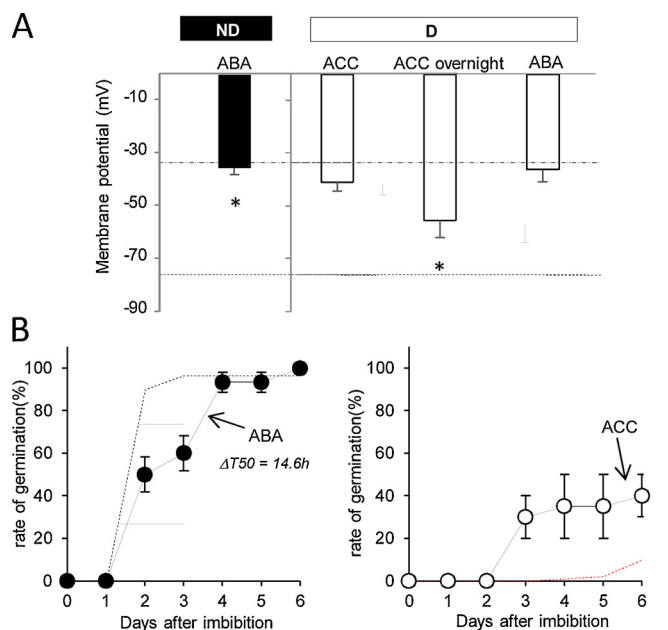 A
ND D
ABA ACC ACC overnight ABA
Membrane potential (mV)
-10
-30
-50
-70
-90
*
*
B
rate of germination(%)
100
80
60
40
20
0
0 1 2 3 4 5 6
Days after imbibition
ABA
ΔT50 = 14.6h
rate of germination(%)
100
80
60
40
20
0
0 1 2 3 4 5 6
Days after imbibition
ACC